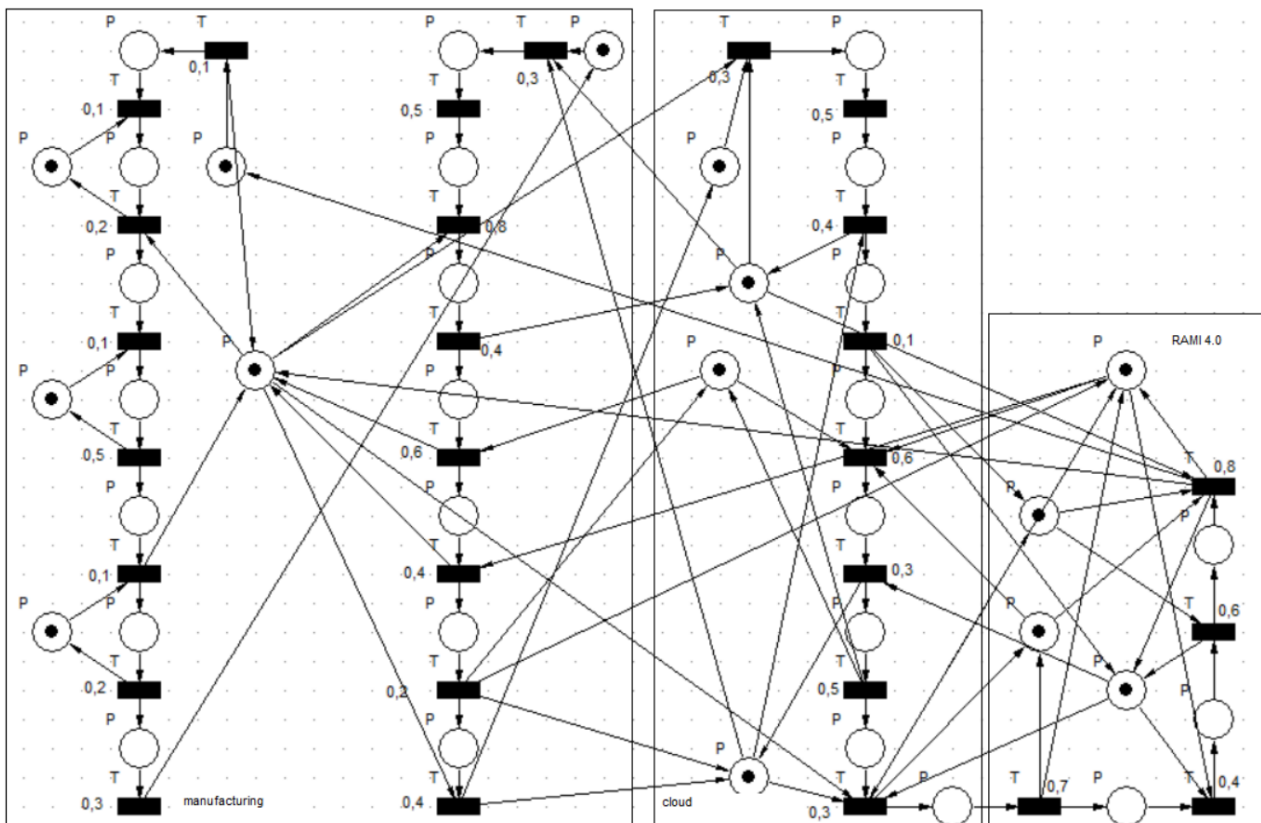 P T P T P T P
0,1 0,3 0,3
T T T
0,1 0,5 0,5
P P P P P P
T T T
0,2 0,8 0,4
P P P P
T T T
0,1 0,4 0,1 RAMI 4.0
P P P
P P P P P
T T T
0,5 0,6 0,6 T 0,8
P P P P P
T T T
0,1 0,4 0,3
P P P P P T 0,6
T T T P
0,2 0,2 0,5 P
P P P
P
T T T P T P T
0,3 manufacturing 0,4 cloud 0,3 0,7 0,4